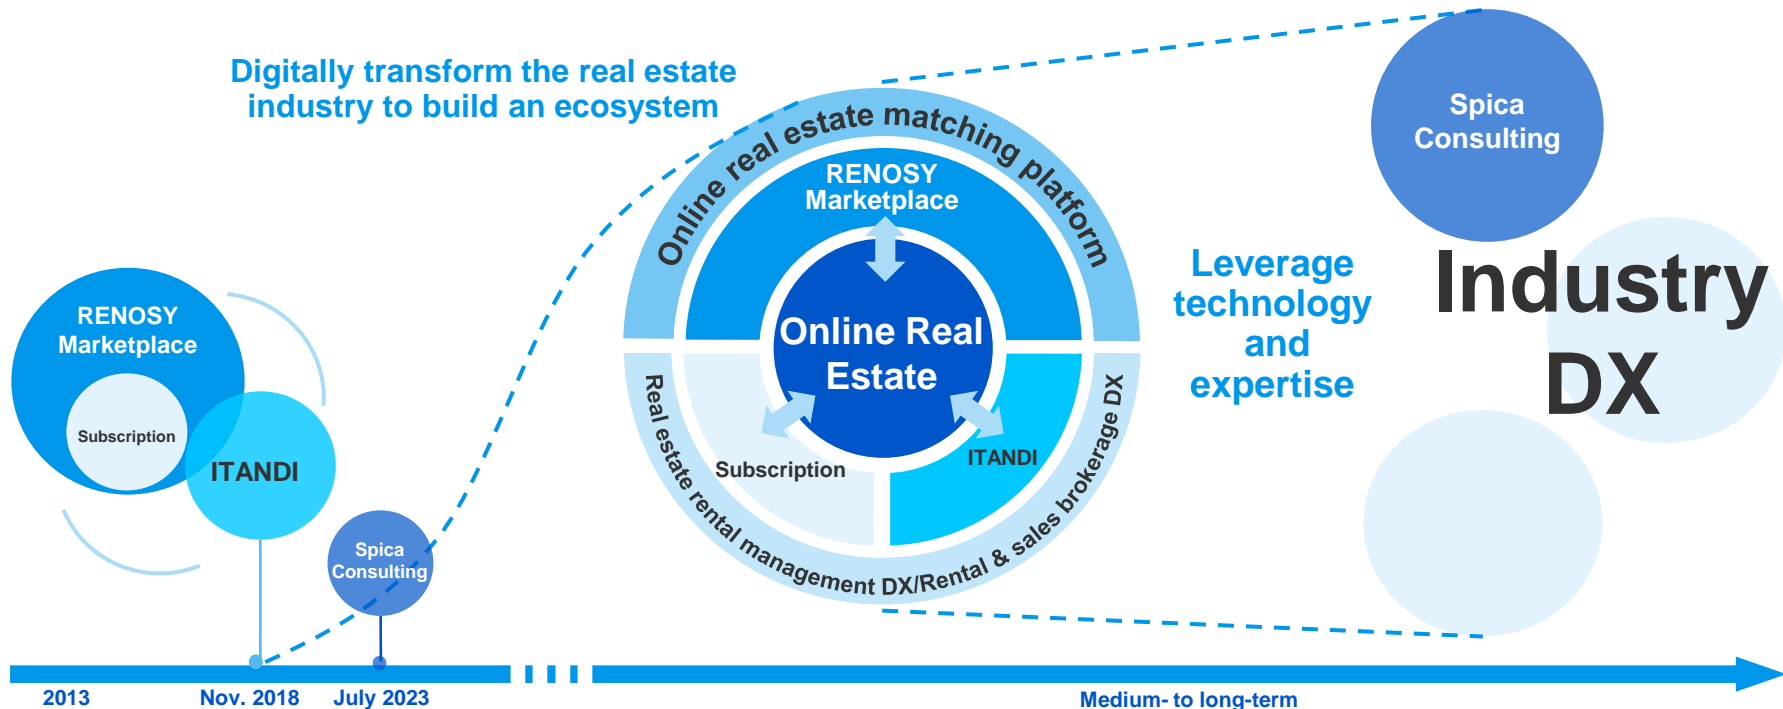 Digitally transform the real estate
industry to build an ecosystem
RENOSY
Marketplace
Subscription
ITANDI
Spica
Consulting
Online real estate matching platform
RENOSY
Marketplace
Online Real
Estate
Subscription
ITANDI
Real estate rental management DX/Rental & sales brokerage DX
Leverage
technology
and
expertise
Spica
Consulting
Industry
DX
2013
Nov. 2018
July 2023
Medium- to long-term